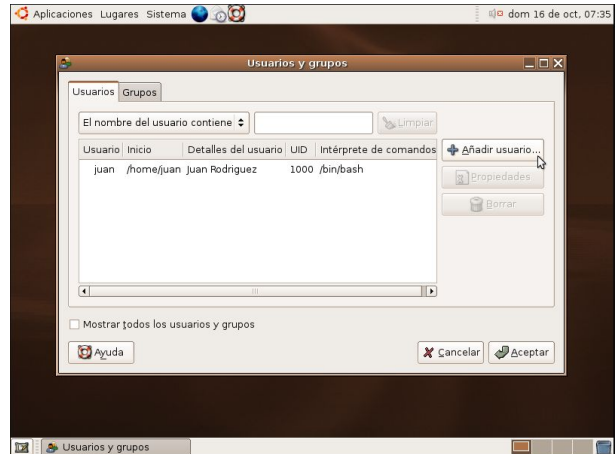 Aplicaciones Lugares Sistema dom 16 de oct, 07:35
Usuarios y grupos
Usuarios Grupos
El nombre del usuario contiene Limpiar
Usuario Inicio Detalles del usuario UID Intérprete de comandos Añadir usuario...
juan /home/juan Juan Rodriguez 1000 /bin/bash
Propiedades
Borrar
Mostrar todos los usuarios y grupos
Ayuda Cancelar Aceptar
Usuarios y grupos